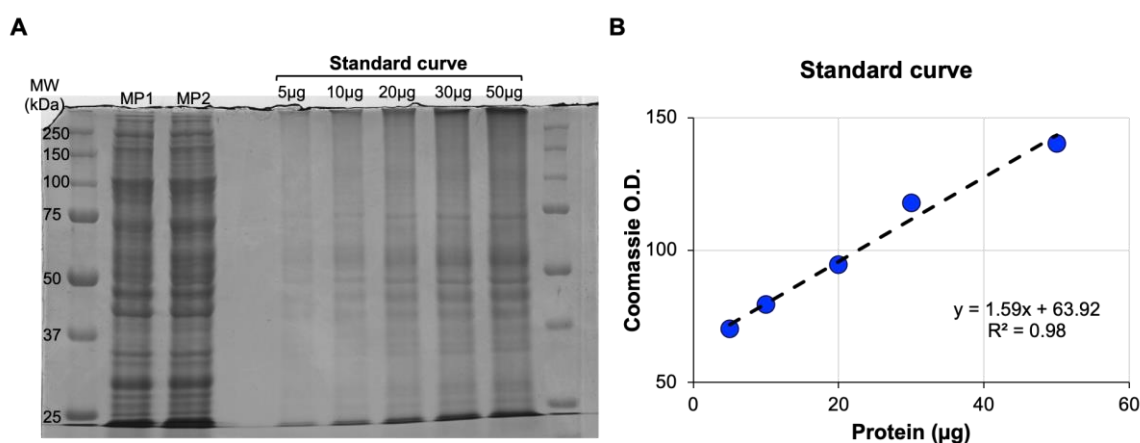 A
Standard curve
MW
(kDa)
MP1 MP2 5µg 10µg 20µg 30µg 50µg
250
150
100
75
50
37
25
B
Standard curve
150
100
50
Coomassie O.D.
y = 1.59x + 63.92
R² = 0.98
0 20 40 60
Protein (µg)